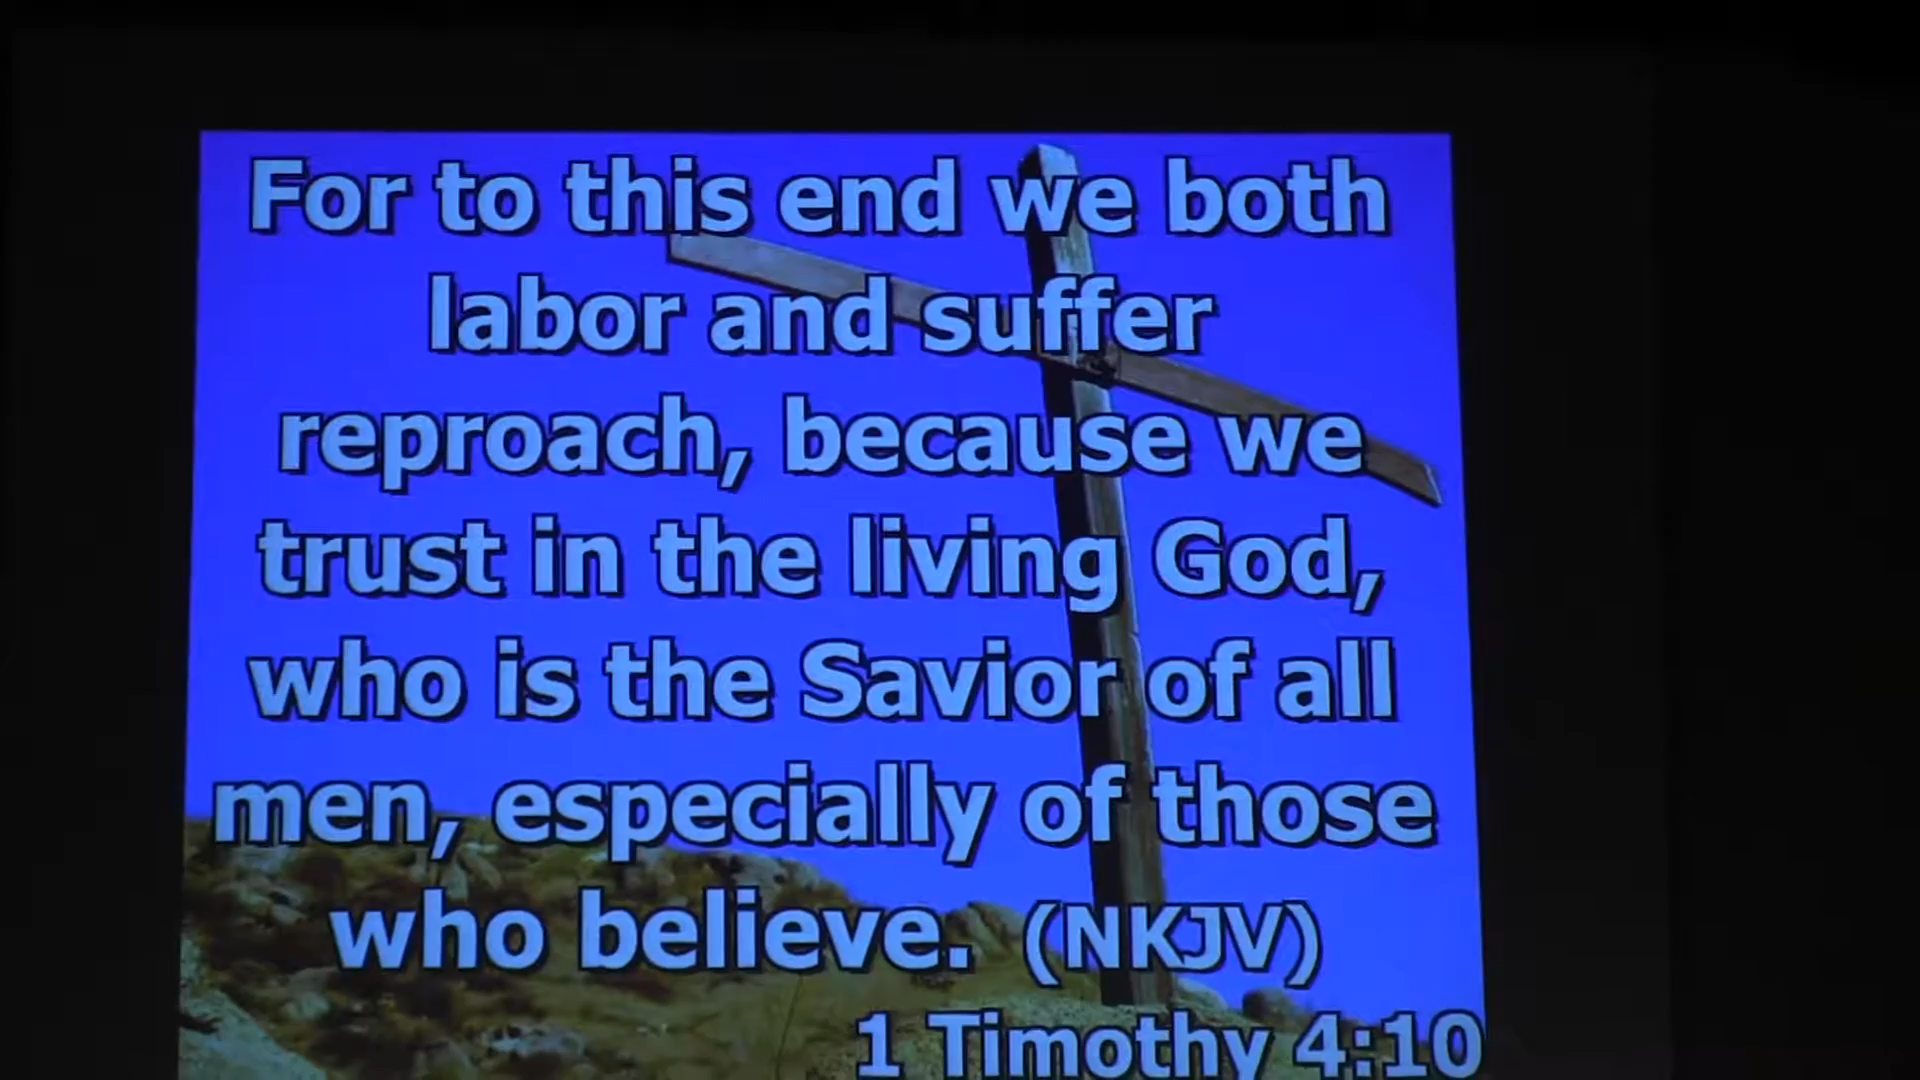 For to this end we both
labor and suffer
reproach, because we
trust in the living God,
who is the Savior of all
men, especially of those
who believe. (NKJV)
1 Timothy 4:10